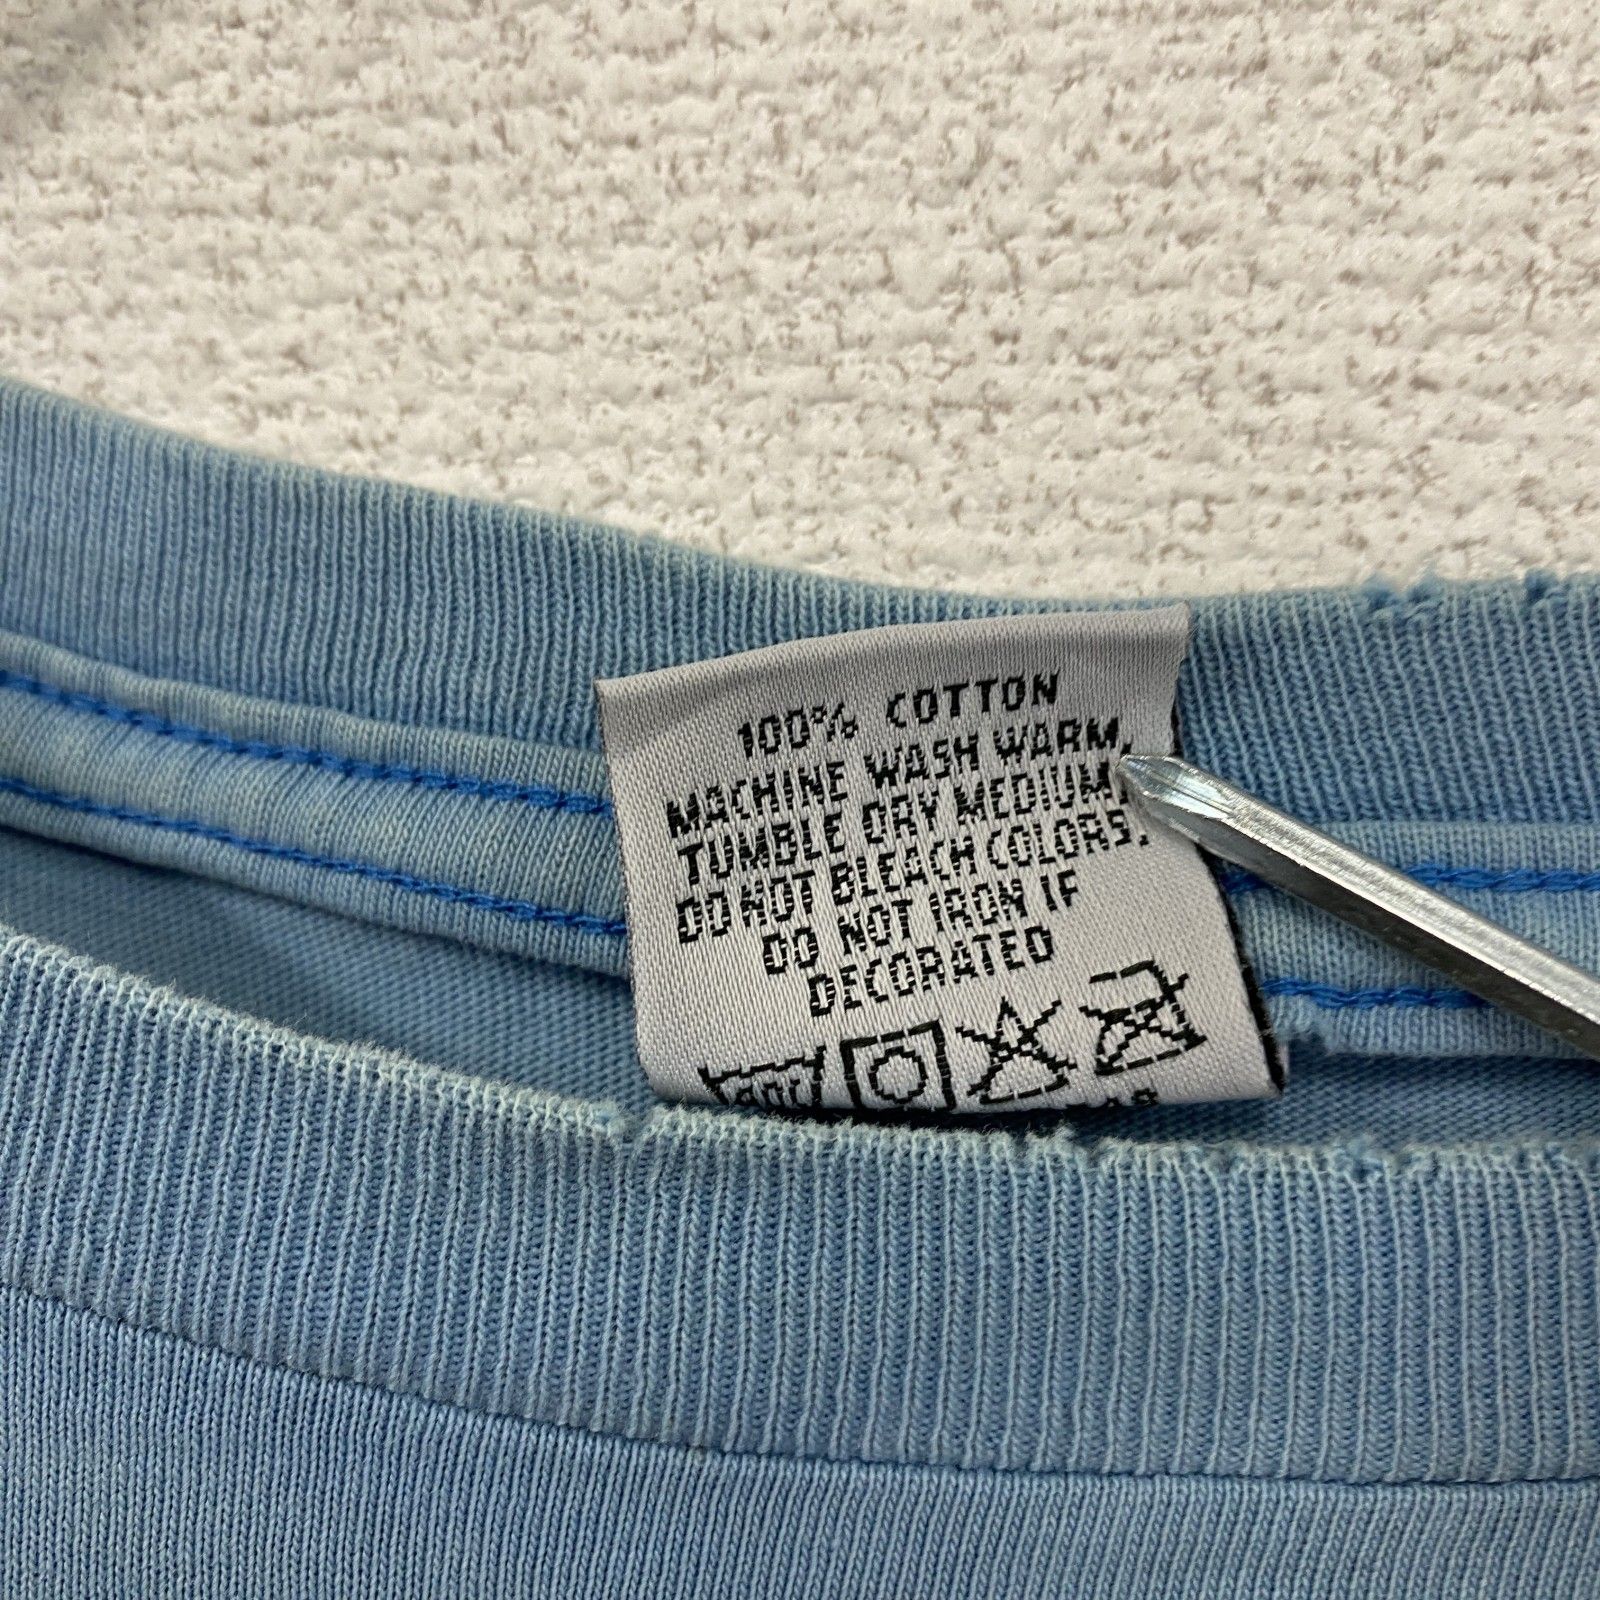 100% COTTON
MACHINE WASH WARM,
TUMBLE DRY MEDIUM,
DO NOT BLEACH COLORS.
DO NOT IRON IF
DECORATED